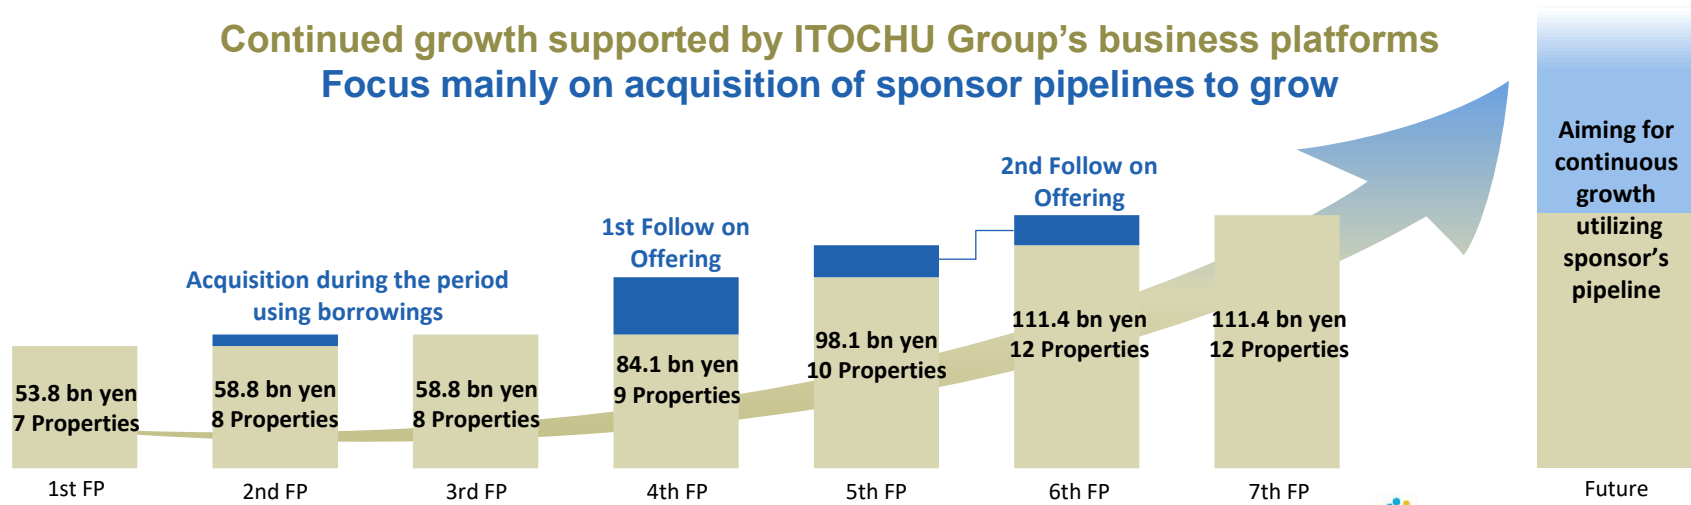 Continued growth supported by ITOCHU Group's business platforms
Focus mainly on acquisition of sponsor pipelines to grow
Acquisition during the period
using borrowings
1st Follow on
Offering
2nd Follow on
Offering
Aiming for
continuous
growth
utilizing
sponsor's
pipeline
53.8 bn yen
7 Properties
58.8 bn yen
8 Properties
58.8 bn yen
8 Properties
84.1 bn yen
9 Properties
98.1 bn yen
10 Properties
111.4 bn yen
12 Properties
111.4 bn yen
12 Properties
1st FP
2nd FP
3rd FP
4th FP
5th FP
6th FP
7th FP
Future